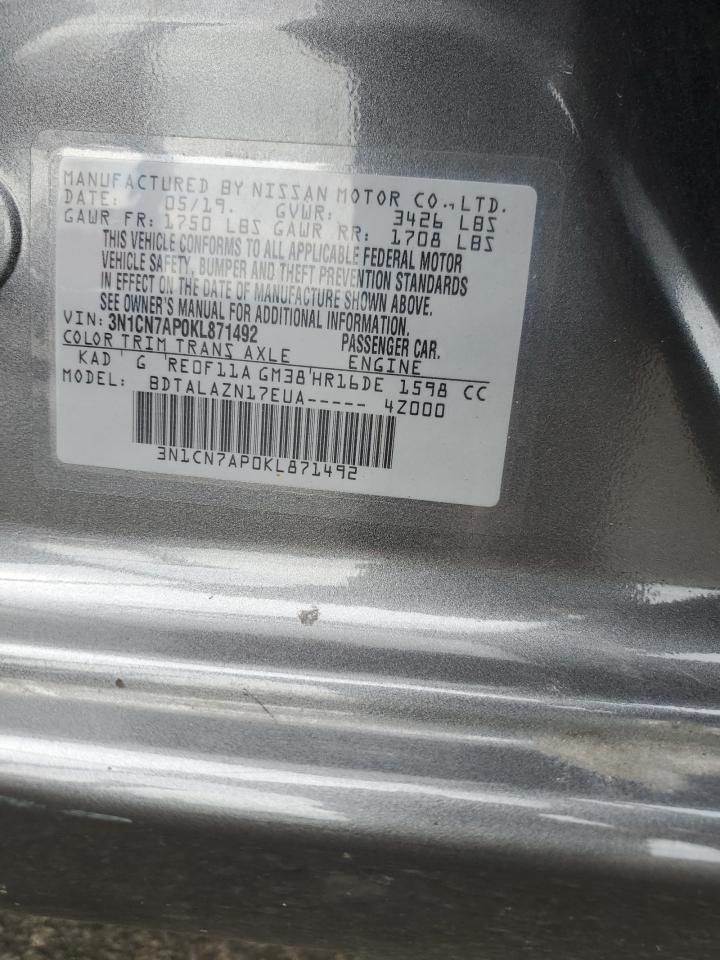 MANUFACTURED BY NISSAN MOTOR CO.,LTD.
DATE: 05/19. GVWR: 3426 LBS
GAWR FR: 1750 LBS GAWR RR: 1708 LBS
THIS VEHICLE CONFORMS TO ALL APPLICABLE FEDERAL MOTOR
VEHICLE SAFETY, BUMPER AND THEFT PREVENTION STANDARDS
IN EFFECT ON THE DATE OF MANUFACTURE SHOWN ABOVE.
SEE OWNER'S MANUAL FOR ADDITIONAL INFORMATION.
VIN: 3N1CN7AP0KL871492 PASSENGER CAR.
COLOR TRIM TRANS AXLE ENGINE
KAD ' G 'RE0F11A GM38'HR16DE 1598 CC
MODEL: BDTALAZN17EUA----- 4Z000
3N1CN7AP0KL871492